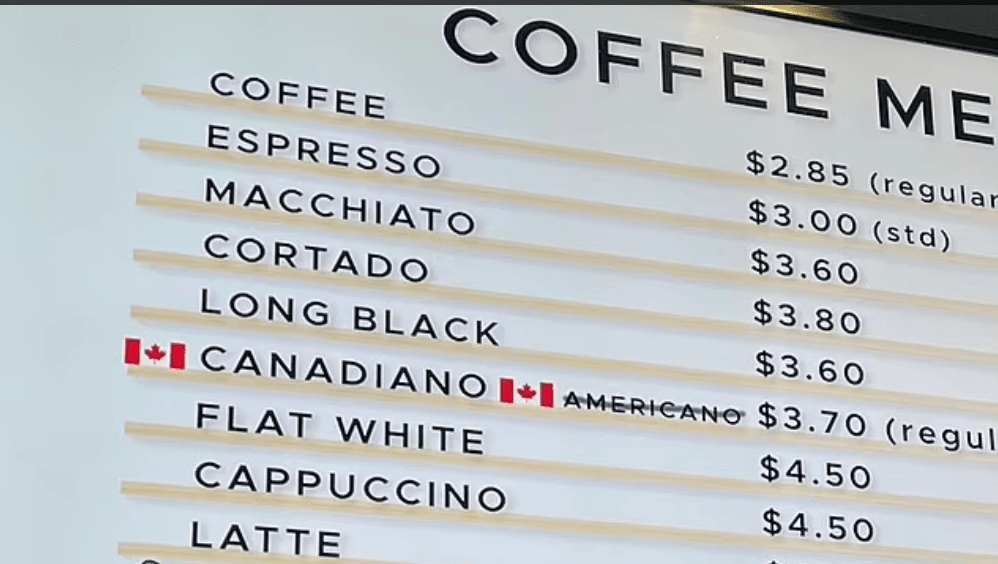 COFFEE ME
COFFEE $2.85 (regular
ESPRESSO $3.00 (std)
MACCHIATO $3.60
CORTADO $3.80
LONG BLACK $3.60
CANADIANO AMERICANO $3.70 (regul
FLAT WHITE $4.50
CAPPUCCINO $4.50
LATTE